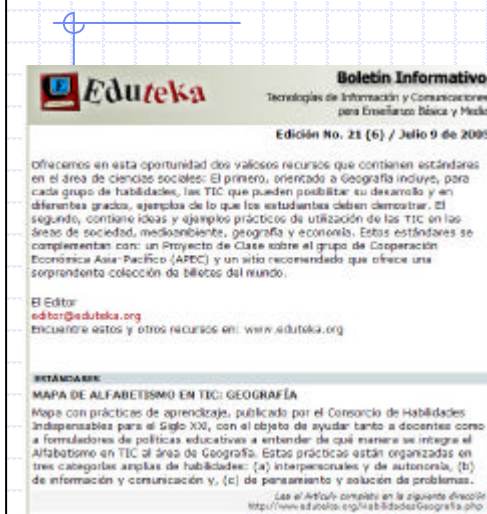 Eduteka
Boletín Informativo
Tecnologías de Información y Comunicaciones
para Enseñanza Básica y Media
Edición No. 21 (6) / Julio 9 de 2005
Ofrecemos en esta oportunidad dos valiosos recursos que contienen estándares
en el área de ciencias sociales: El primero, orientado a Geografía incluye, para
cada grupo de habilidades, las TIC que pueden posibilitar su desarrollo y en
diferentes grados, ejemplos de lo que los estudiantes deben demostrar. El
segundo, contiene ideas y ejemplos prácticos de utilización de las TIC en las
áreas de sociedad, medioambiente, geografía y economía. Estos estándares se
complementan con: un Proyecto de Clase sobre el grupo de Cooperación
Económica Asia-Pacífico (APEC) y un sitio recomendado que ofrece una
sorprendente colección de billetes del mundo.
El Editor
editor@eduteka.org
Encuentre estos y otros recursos en: www.eduteka.org
ESTÁNDARES
MAPA DE ALFABETISMO EN TIC: GEOGRAFÍA
Mapa con prácticas de aprendizaje, publicado por el Consorcio de Habilidades
Indispensables para el Siglo XXI, con el objeto de ayudar tanto a docentes como
a formuladores de políticas educativas a entender de qué manera se integra el
Alfabetismo en TIC al área de Geografía. Estas prácticas están organizadas en
tres categorías amplias de habilidades: (a) interpersonales y de autonomía, (b)
de información y comunicación y, (c) de pensamiento y solución de problemas.
Lea el Artículo completo en la siguiente dirección
http://www.eduteka.org/HabilidadesGeografia.php